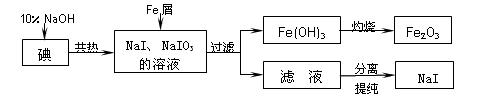 Fe屑
10% NaOH
碘
共热
NaI、NaIO3
的溶液
过滤
Fe(OH)3
灼烧
Fe2O3
滤 液
分离
提纯
NaI